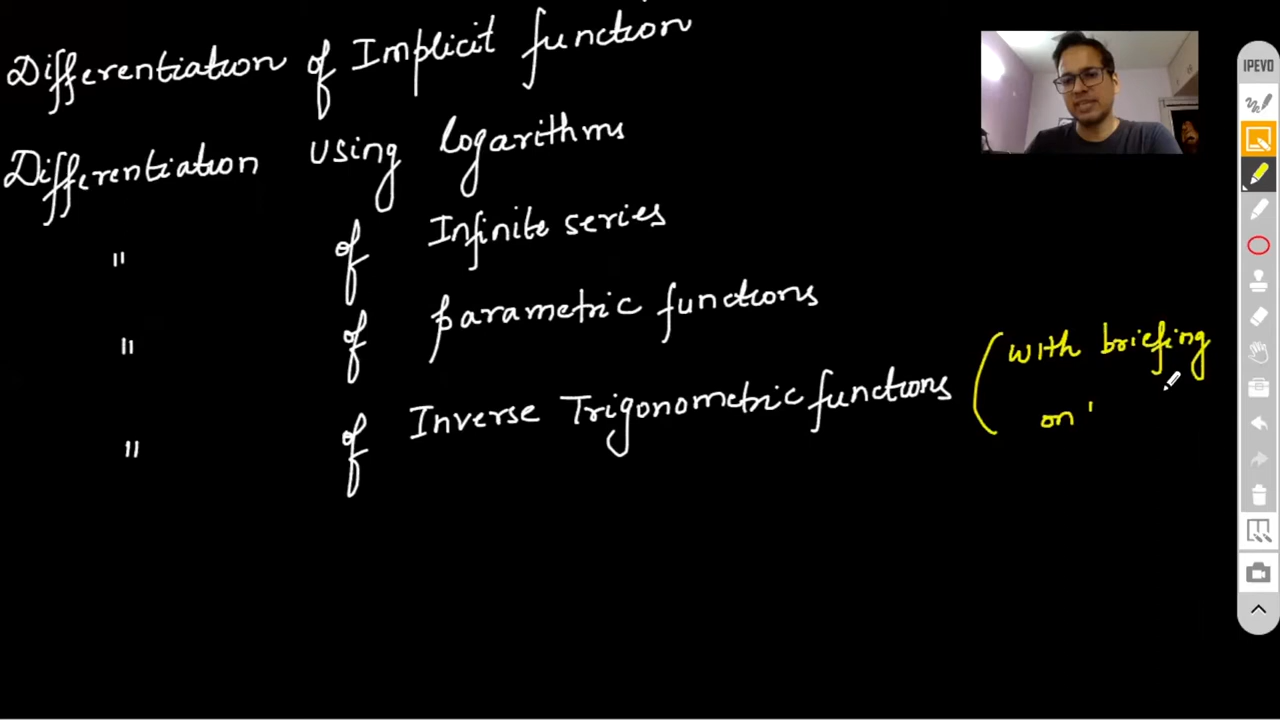 Differentiation of Implicit function
Differentiation using logarithms
" of Infinite series
" of parametric functions
" of Inverse Trigonometric functions (with briefing
on '
IPEVO